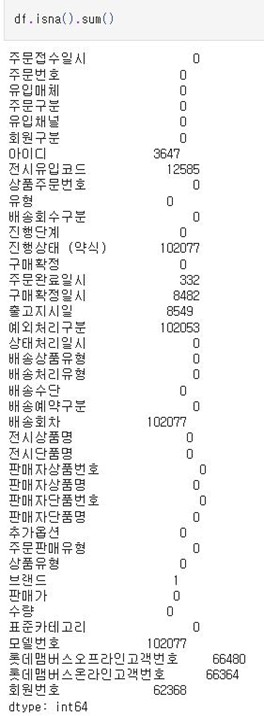 df.isna().sum()
주문접수일시 0
주문번호 0
유입매체 0
주문구분 0
유입채널 0
회원구분 0
아이디 3647
전시유입코드 12585
상품주문번호 0
유형 0
배송회수구분 0
진행단계 0
진행상태 (약식) 102077
구매확정 0
주문완료일시 332
구매확정일시 8482
출고지시일 8549
예외처리구분 102053
상태처리일시 0
배송상품유형 0
배송처리유형 0
배송수단 0
배송예약구분 0
배송회차 102077
전시상품명 0
전시단품명 0
판매자상품번호 0
판매자상품명 0
판매자단품번호 0
판매자단품명 0
추가옵션 0
주문판매유형 0
상품유형 0
브랜드 1
판매가 0
수량 0
표준카테고리 0
모델번호 102077
롯데맴버스오프라인고객번호 66480
롯데맴버스온라인고객번호 66364
회원번호 62368
dtype: int64